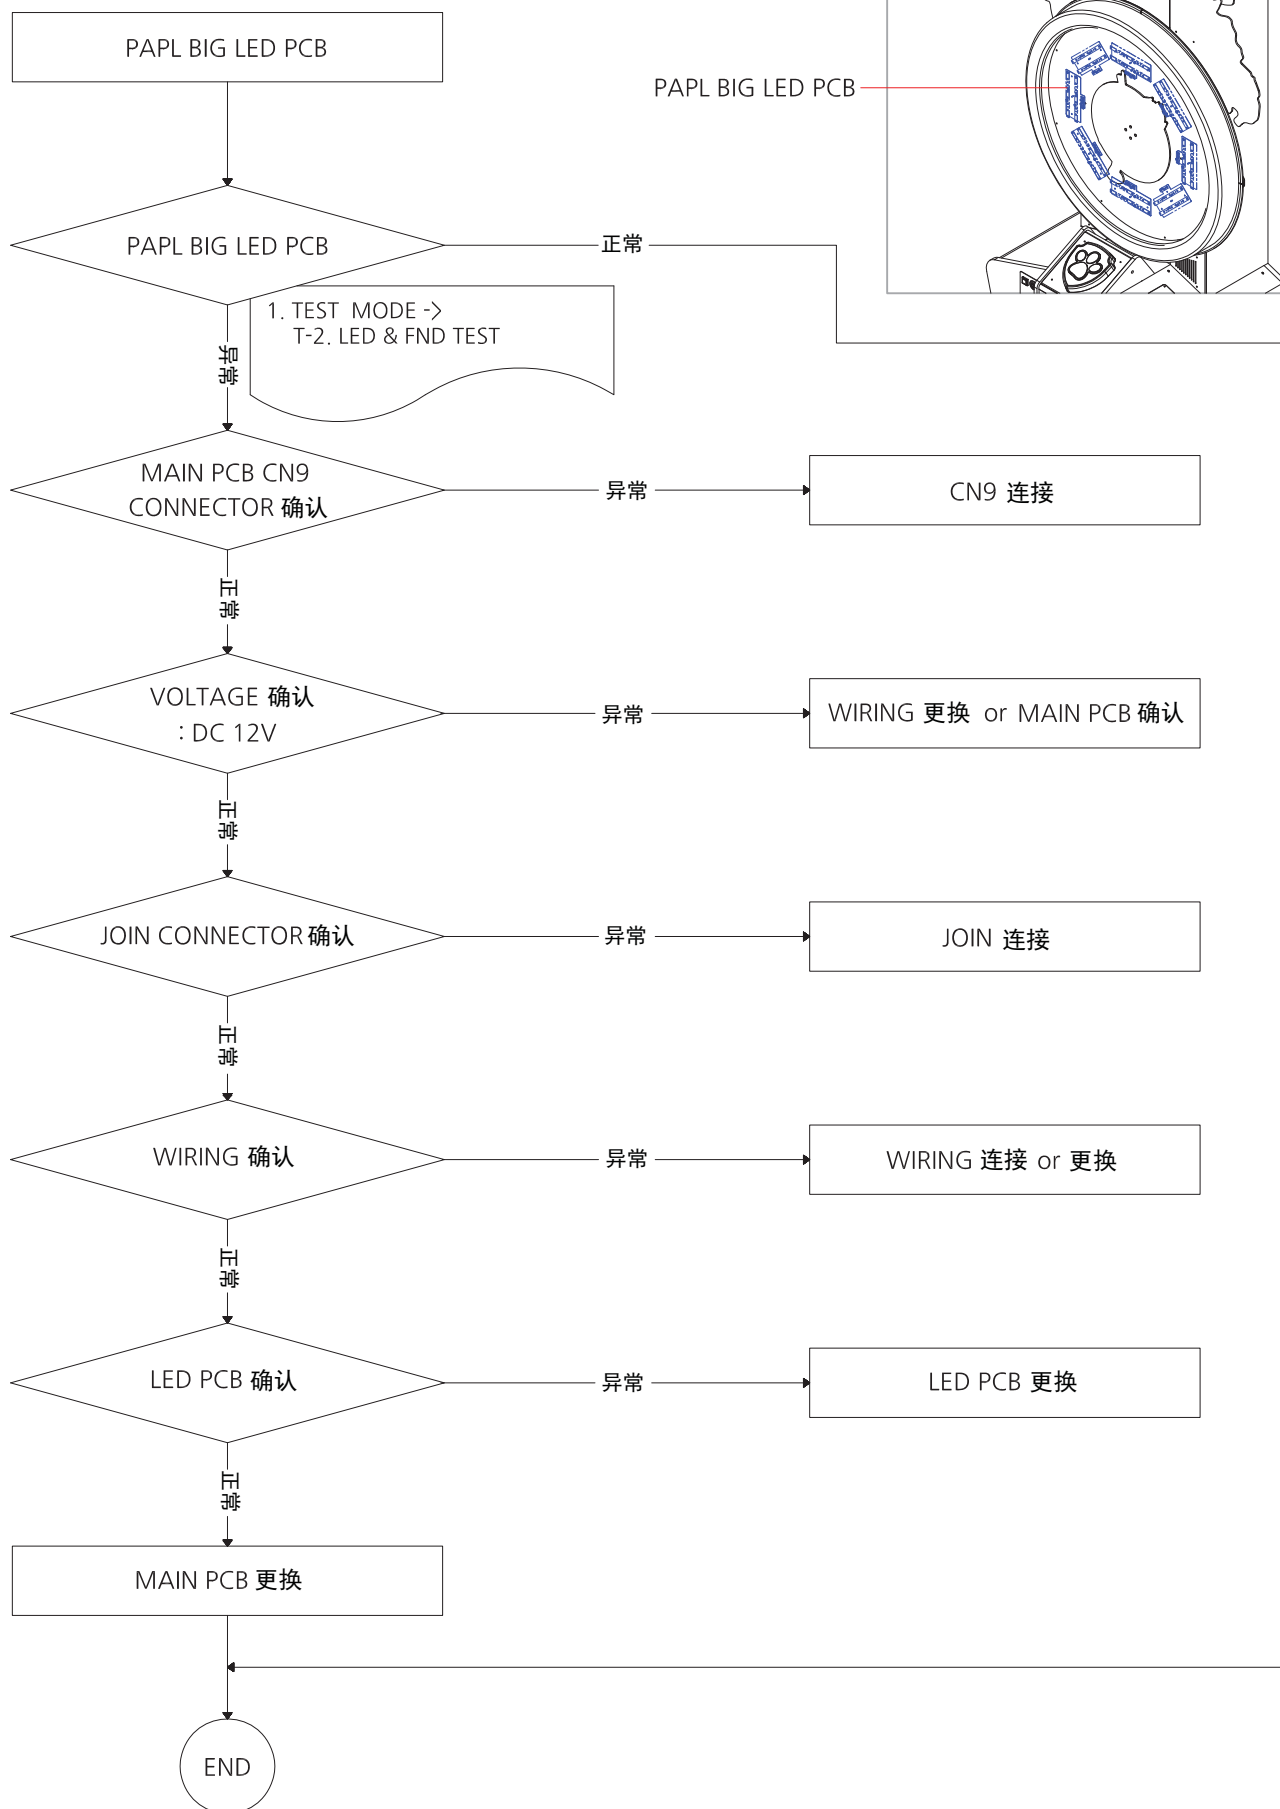 PAPL BIG LED PCB
PAPL BIG LED PCB
PAPL BIG LED PCB
正常
1. TEST MODE ->
T-2. LED & FND TEST
异常
MAIN PCB CN9
CONNECTOR 确认
异常
CN9 连接
正常
VOLTAGE 确认
: DC 12V
异常
WIRING 更换 or MAIN PCB 确认
正常
JOIN CONNECTOR 确认
异常
JOIN 连接
正常
WIRING 确认
异常
WIRING 连接 or 更换
正常
LED PCB 确认
异常
LED PCB 更换
正常
MAIN PCB 更换
END